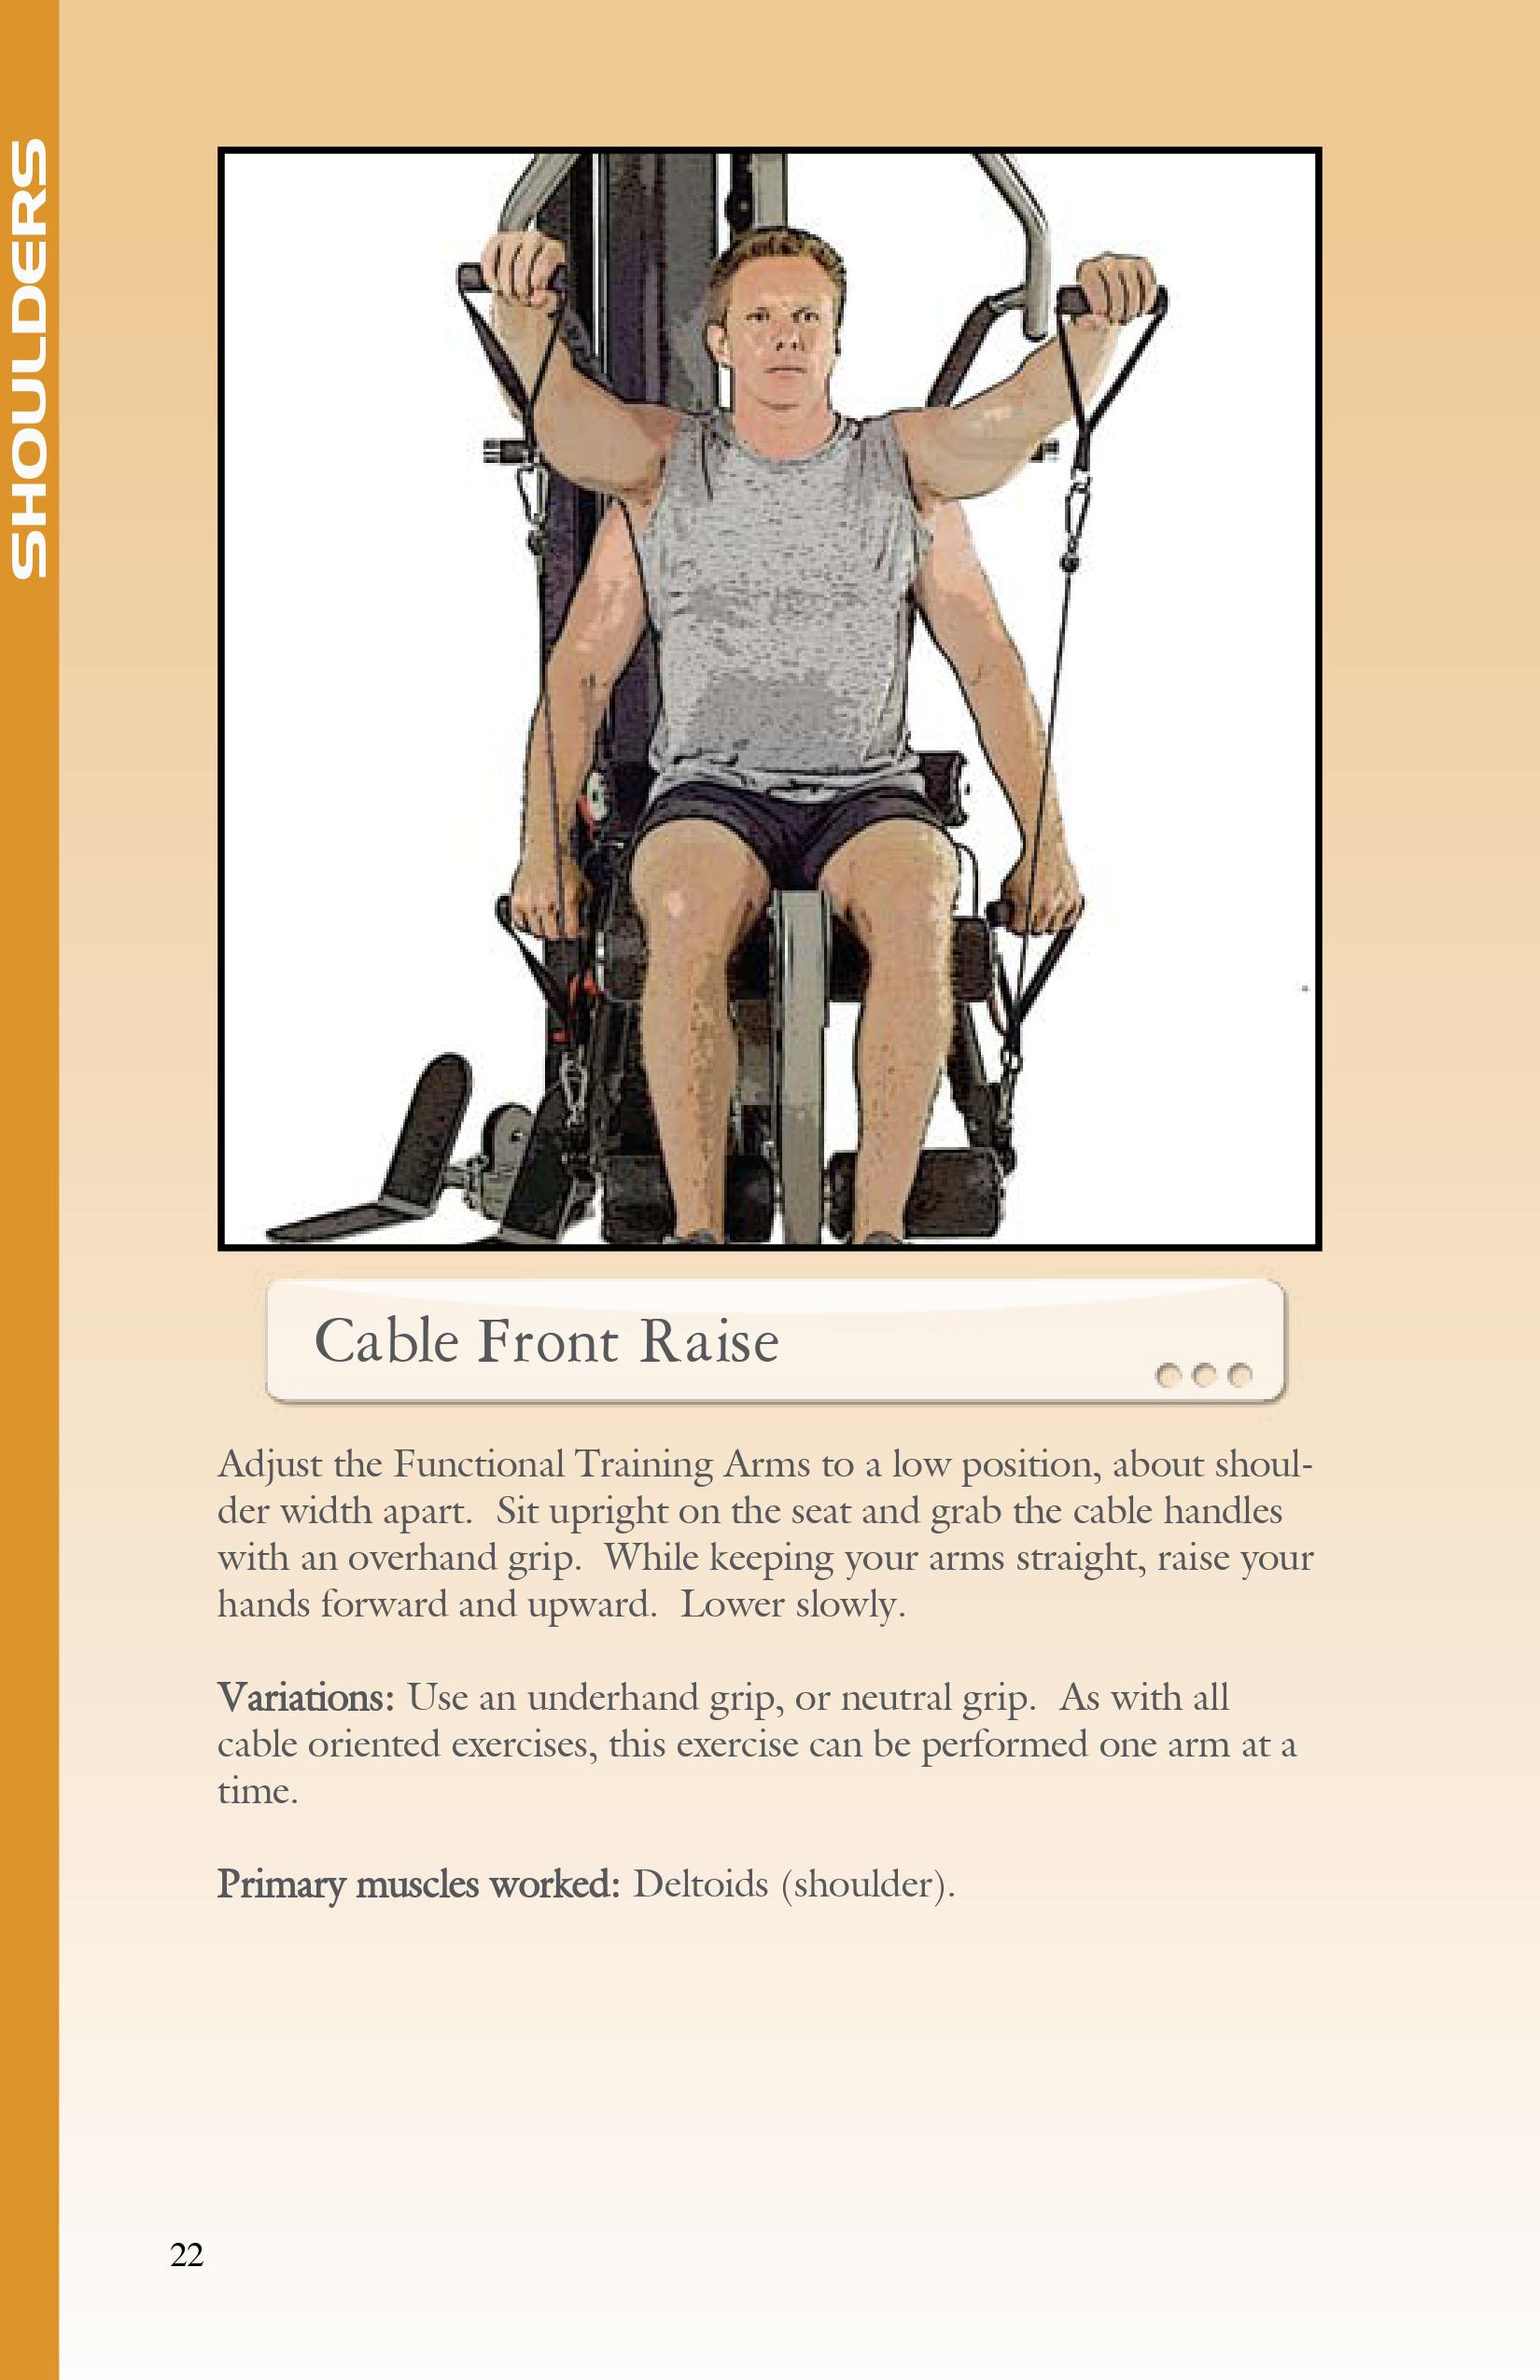 SHOULDERS
Cable Front Raise
Adjust the Functional Training Arms to a low position, about shoul-
der width apart.  Sit upright on the seat and grab the cable handles
with an overhand grip.  While keeping your arms straight, raise your
hands forward and upward.  Lower slowly.
Variations: Use an underhand grip, or neutral grip.  As with all
cable oriented exercises, this exercise can be performed one arm at a
time.
Primary muscles worked: Deltoids (shoulder).
22